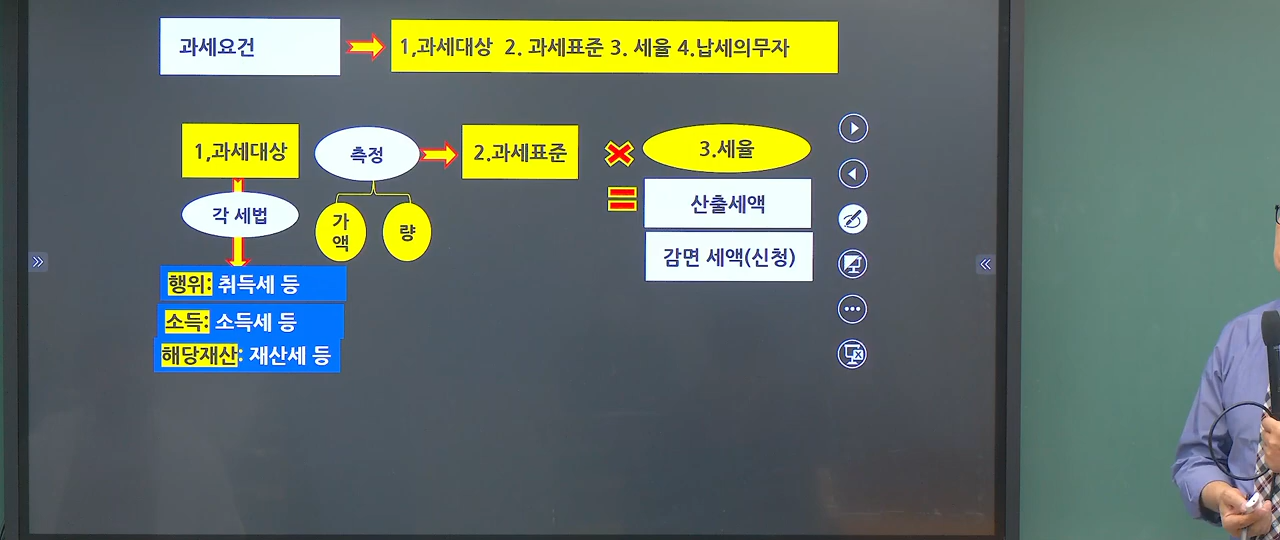 과세요건
1,과세대상 2. 과세표준 3. 세율 4.납세의무자
1,과세대상
측정
2.과세표준
3.세율
각 세법
가
액
량
산출세액
감면 세액(신청)
행위: 취득세 등
소득: 소득세 등
해당재산: 재산세 등